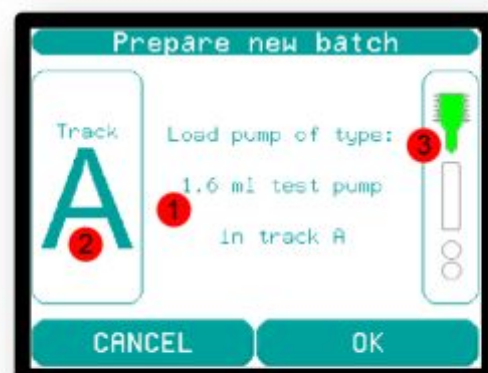 Prepare new batch
Track
A
2
Load pump of type:
1.6 ml test pump
in track A
1
3
CANCEL
OK